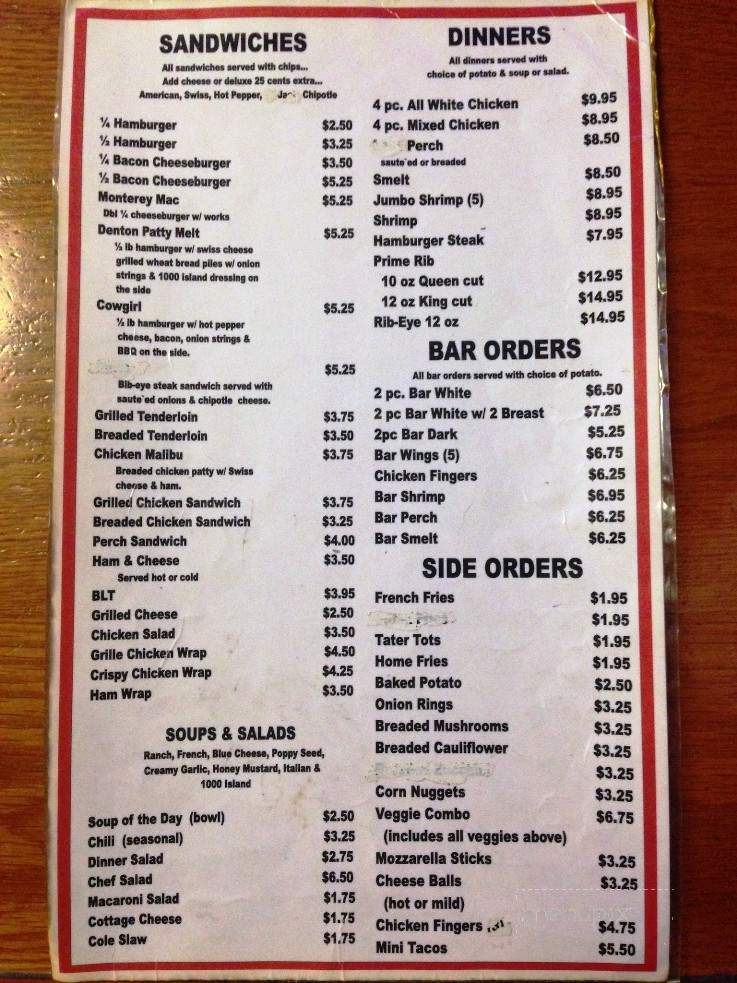 SANDWICHES
All sandwiches served with chips...
Add cheese or deluxe 25 cents extra...
American, Swiss, Hot Pepper, Jack Chipotle
¼ Hamburger $2.50
½ Hamburger $3.25
¼ Bacon Cheeseburger $3.50
½ Bacon Cheeseburger $5.25
Monterey Mac $5.25
Dbl ¼ cheeseburger w/ works
Denton Patty Melt $5.25
½ lb hamburger w/ swiss cheese
grilled wheat bread piles w/ onion
strings & 1000 island dressing on
the side
Cowgirl $5.25
½ lb hamburger w/ hot pepper
cheese, bacon, onion strings &
BBQ on the side.
$5.25
Bib-eye steak sandwich served with
saute`ed onions & chipotle cheese.
Grilled Tenderloin $3.75
Breaded Tenderloin $3.50
Chicken Malibu $3.75
Breaded chicken patty w/ Swiss
cheese & ham.
Grilled Chicken Sandwich $3.75
Breaded Chicken Sandwich $3.25
Perch Sandwich $4.00
Ham & Cheese $3.50
Served hot or cold
BLT $3.95
Grilled Cheese $2.50
Chicken Salad $3.50
Grille Chicken Wrap $4.50
Crispy Chicken Wrap $4.25
Ham Wrap $3.50
SOUPS & SALADS
Ranch, French, Blue Cheese, Poppy Seed,
Creamy Garlic, Honey Mustard, Italian &
1000 Island
Soup of the Day (bowl) $2.50
Chili (seasonal) $3.25
Dinner Salad $2.75
Chef Salad $6.50
Macaroni Salad $1.75
Cottage Cheese $1.75
Cole Slaw $1.75
DINNERS
All dinners served with
choice of potato & soup or salad.
4 pc. All White Chicken $9.95
4 pc. Mixed Chicken $8.95
Perch $8.50
saute`ed or breaded
Smelt $8.50
Jumbo Shrimp (5) $8.95
Shrimp $8.95
Hamburger Steak $7.95
Prime Rib
10 oz Queen cut $12.95
12 oz King cut $14.95
Rib-Eye 12 oz $14.95
BAR ORDERS
All bar orders served with choice of potato.
2 pc. Bar White $6.50
2 pc Bar White w/ 2 Breast $7.25
2pc Bar Dark $5.25
Bar Wings (5) $6.75
Chicken Fingers $6.25
Bar Shrimp $6.95
Bar Perch $6.25
Bar Smelt $6.25
SIDE ORDERS
French Fries $1.95
$1.95
Tater Tots $1.95
Home Fries $1.95
Baked Potato $2.50
Onion Rings $3.25
Breaded Mushrooms $3.25
Breaded Cauliflower $3.25
$3.25
Corn Nuggets $3.25
Veggie Combo $6.75
(includes all veggies above)
Mozzarella Sticks $3.25
Cheese Balls $3.25
(hot or mild)
Chicken Fingers $4.75
Mini Tacos $5.50